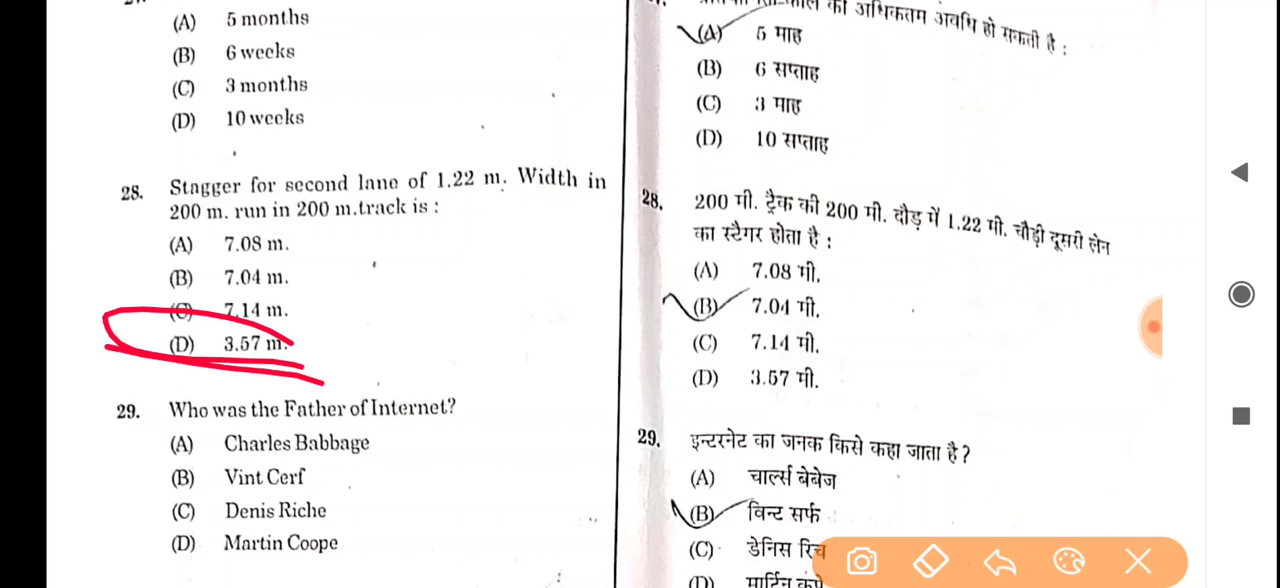 (A) 5 months
(B) 6 weeks
(C) 3 months
(D) 10 weeks
28. Stagger for second lane of 1.22 m. Width in
200 m. run in 200 m.track is :
(A) 7.08 m.
(B) 7.04 m.
(C) 7.14 m.
(D) 3.57 m.
29. Who was the Father of Internet?
(A) Charles Babbage
(B) Vint Cerf
(C) Denis Riche
(D) Martin Coope
की अधिकतम अवधि हो सकती है :
(A) 5 माह
(B) 6 सप्ताह
(C) 3 माह
(D) 10 सप्ताह
28. 200 मी. ट्रैक की 200 मी. दौड़ में 1.22 मी. चौड़ी दूसरी लेन
का स्टैगर होता है :
(A) 7.08 मी.
(B) 7.04 मी.
(C) 7.14 मी.
(D) 3.57 मी.
29. इन्टरनेट का जनक किसे कहा जाता है?
(A) चार्ल्स बेबेज
(B) विन्ट सर्फ
(C) डेनिस रिच
(D) मार्टिन